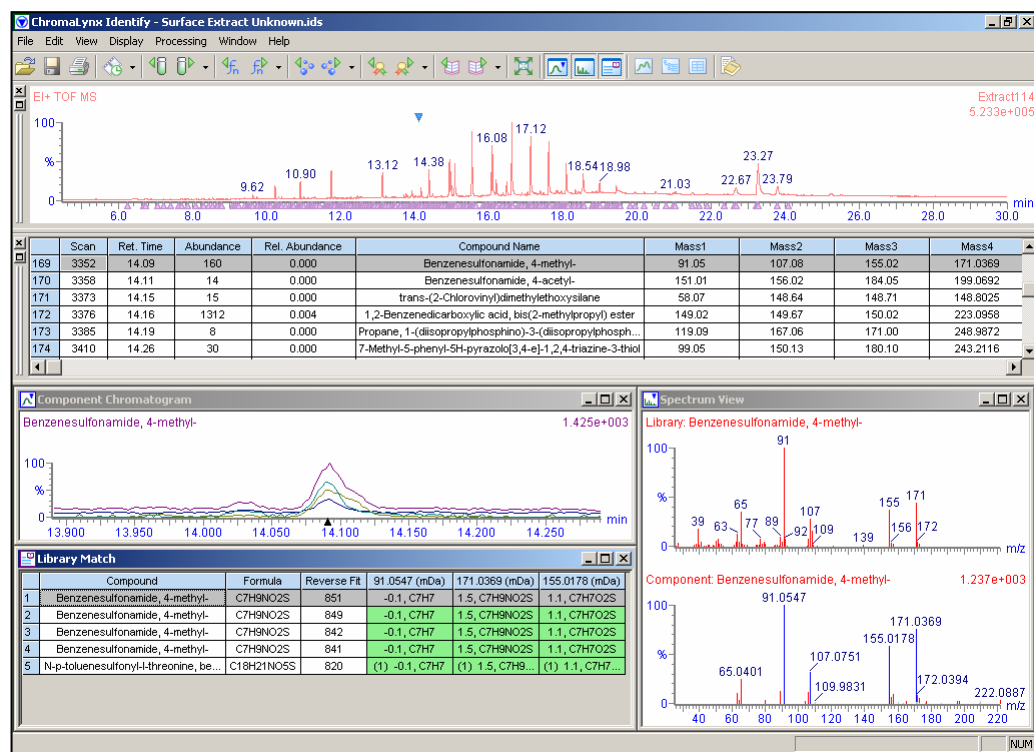 ChromaLynx Identify - Surface Extract Unknown.ids
File Edit View Display Processing Window Help
EI+ TOF MS
Extract114
5.233e+005
100
%
0
9.62 10.90 13.12 14.38 16.08 17.12 18.54 18.98 21.03 22.67 23.27 23.79
6.0 8.0 10.0 12.0 14.0 16.0 18.0 20.0 22.0 24.0 26.0 28.0 30.0 min
Scan Ret. Time Abundance Rel. Abundance Compound Name Mass1 Mass2 Mass3 Mass4
169 3352 14.09 160 0.000 Benzenesulfonamide, 4-methyl- 91.05 107.08 155.02 171.0369
170 3358 14.11 14 0.000 Benzenesulfonamide, 4-acetyl- 151.01 156.02 184.05 199.0692
171 3373 14.15 15 0.000 trans-(2-Chlorovinyl)dimethylethoxysilane 58.07 148.64 148.71 148.8025
172 3376 14.16 1312 0.004 1,2-Benzenedicarboxylic acid, bis(2-methylpropyl) ester 149.02 149.67 150.02 223.0958
173 3385 14.19 8 0.000 Propane, 1-(diisopropylphosphino)-3-(diisopropylphosph... 119.09 167.06 171.00 248.9872
174 3410 14.26 30 0.000 7-Methyl-5-phenyl-5H-pyrazolo[3,4-e]-1,2,4-triazine-3-thiol 99.05 150.13 180.10 243.2116
Component Chromatogram
Benzenesulfonamide, 4-methyl-
1.425e+003
100
%
0
13.900 13.950 14.000 14.050 14.100 14.150 14.200 14.250 min
Library Match
Compound Formula Reverse Fit 91.0547 (mDa) 171.0369 (mDa) 155.0178 (mDa)
1 Benzenesulfonamide, 4-methyl- C7H9NO2S 851 -0.1, C7H7 1.5, C7H9NO2S 1.1, C7H7O2S
2 Benzenesulfonamide, 4-methyl- C7H9NO2S 849 -0.1, C7H7 1.5, C7H9NO2S 1.1, C7H7O2S
3 Benzenesulfonamide, 4-methyl- C7H9NO2S 842 -0.1, C7H7 1.5, C7H9NO2S 1.1, C7H7O2S
4 Benzenesulfonamide, 4-methyl- C7H9NO2S 841 -0.1, C7H7 1.5, C7H9NO2S 1.1, C7H7O2S
5 N-p-toluenesulfonyl-l-threonine, be... C18H21NO5S 820 (1) -0.1, C7H7 (1) 1.5, C7H9... (1) 1.1, C7H7...
Spectrum View
Library: Benzenesulfonamide, 4-methyl-
100
%
0
39 63 65 77 89 91 92 107 109 139 155 156 171 172
m/z
Component: Benzenesulfonamide, 4-methyl-
1.237e+003
100
%
0
65.0401 91.0547 107.0751 109.9831 155.0178 171.0369 172.0394 222.0887
m/z
40 60 80 100 120 140 160 180 200 220
NUM